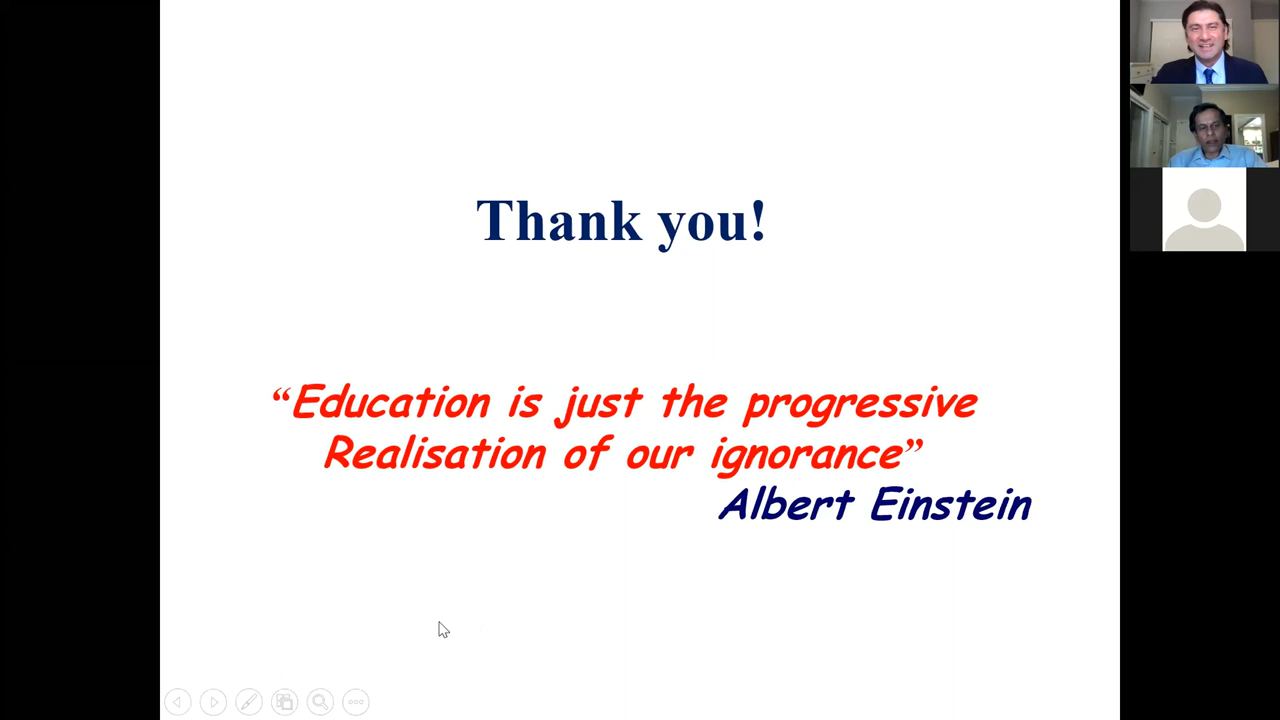 Thank you!
“Education is just the progressive
Realisation of our ignorance”
Albert Einstein